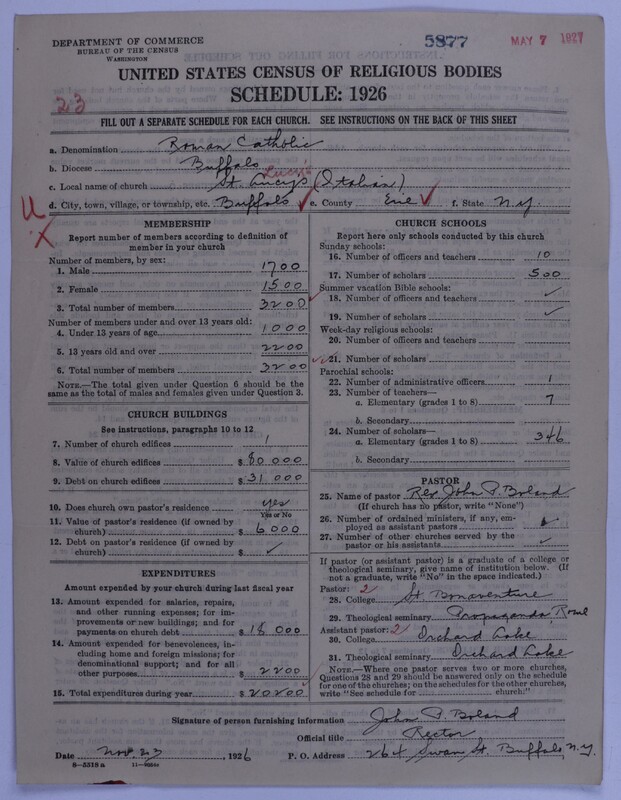 DEPARTMENT OF COMMERCE
BUREAU OF THE CENSUS
WASHINGTON
5877
MAY 7 1927
UNITED STATES CENSUS OF RELIGIOUS BODIES
SCHEDULE: 1926
23
FILL OUT A SEPARATE SCHEDULE FOR EACH CHURCH. SEE INSTRUCTIONS ON THE BACK OF THIS SHEET
a. Denomination Roman Catholic
b. Diocese Buffalo
Lucy's
c. Local name of church St. Lucy's (Italian)
d. City, town, village, or township, etc. Buffalo e. County Erie f. State N.Y.
U
X
MEMBERSHIP
Report number of members according to definition of member in your church
Number of members, by sex:
1. Male 1700
2. Female 1500
3. Total number of members 3200
Number of members under and over 13 years old:
4. Under 13 years of age 1000
5. 13 years old and over 2200
6. Total number of members 3200
NOTE.—The total given under Question 6 should be the
same as the total of males and females given under Question 3.
CHURCH BUILDINGS
See instructions, paragraphs 10 to 12
7. Number of church edifices 1
8. Value of church edifices $ 80 000
9. Debt on church edifices $ 31 000
10. Does church own pastor's residence yes
Yes or No
11. Value of pastor's residence (if owned by
church) $ 6000
12. Debt on pastor's residence (if owned by
church) $ ✓
EXPENDITURES
Amount expended by your church during last fiscal year
13. Amount expended for salaries, repairs,
and other running expenses; for im-
provements or new buildings; and for
payments on church debt $ 18 000
14. Amount expended for benevolences, in-
cluding home and foreign missions; in-
denominational support; and for all
other purposes $ 2200
15. Total expenditures during year $ 20200
CHURCH SCHOOLS
Report here only schools conducted by this church
Sunday schools:
16. Number of officers and teachers 10
17. Number of scholars 500
Summer vacation Bible schools:
18. Number of officers and teachers ✓
19. Number of scholars ✓
Week-day religious schools:
20. Number of officers and teachers
21. Number of scholars
Parochial schools:
22. Number of administrative officers 1
23. Number of teachers—
a. Elementary (grades 1 to 8) 7
b. Secondary
24. Number of scholars—
a. Elementary (grades 1 to 8) 346
b. Secondary
PASTOR
25. Name of pastor Rev. John P. Boland
(If church has no pastor, write "None")
26. Number of ordained ministers, if any, em-
ployed as assistant pastors
27. Number of other churches served by the
pastor or his assistants ✓
If pastor (or assistant pastor) is a graduate of a college or
theological seminary, give name of institution below. (If
not a graduate, write "No" in the space indicated.)
Pastor: 2
28. College St. Bonaventure
29. Theological seminary Propaganda, Rome
Assistant pastor: 2
30. College Orchard Lake
31. Theological seminary Orchard Lake
NOTE.—Where one pastor serves two or more churches,
Questions 28 and 29 should be answered only on the schedule
for one of the churches; on the schedules for the other churches,
write "See schedule for church."
Signature of person furnishing information John P. Boland
Official title Rector
Date Nov. 23 1926 P. O. Address Swan St. Buffalo N.Y.
8-5319 a